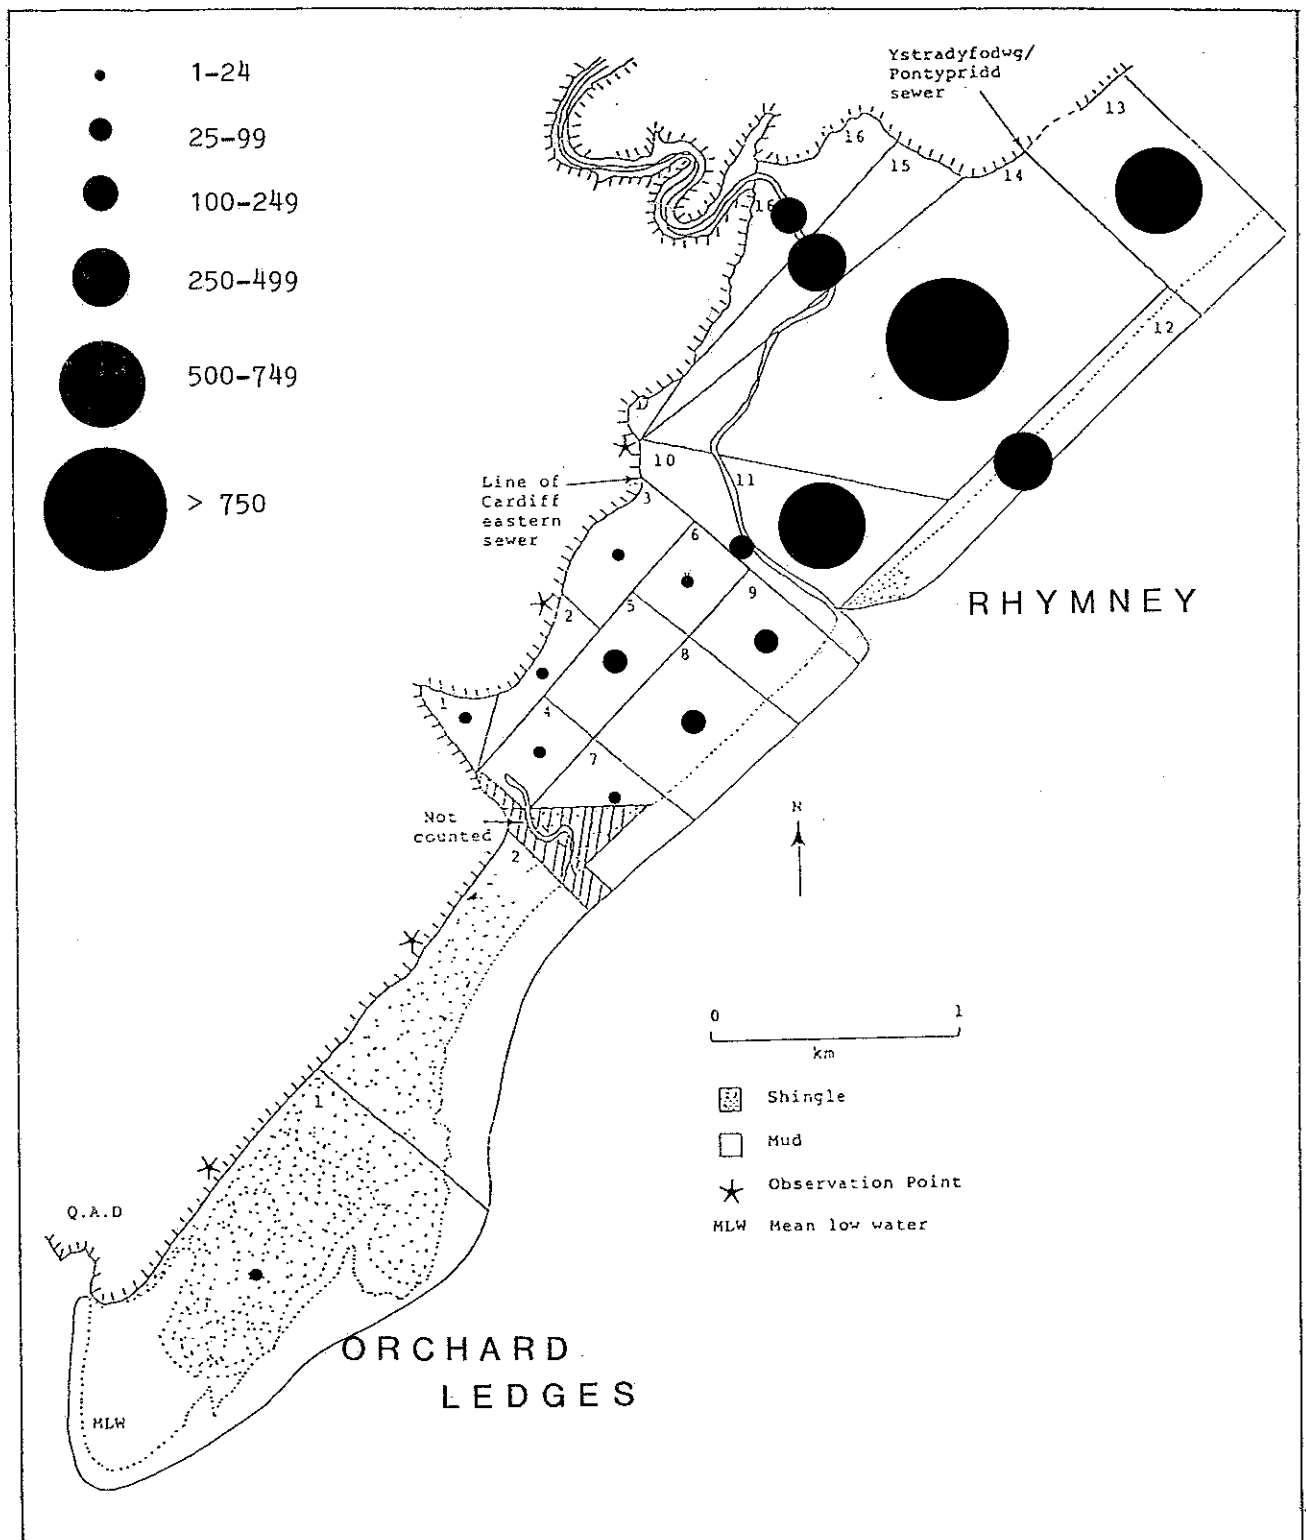 1-24
25-99
100-249
250-499
500-749
> 750
Ystradyfodwg/
Pontypridd
sewer
13
16
15
14
16
12
10
11
Line of
Cardiff
eastern
sewer
3
6
9
2
5
8
1
4
7
RHYMNEY
Not
counted
2
N
0 1
km
1
Shingle
Mud
Observation Point
MLW Mean low water
Q.A.D
ORCHARD
LEDGES
MLW